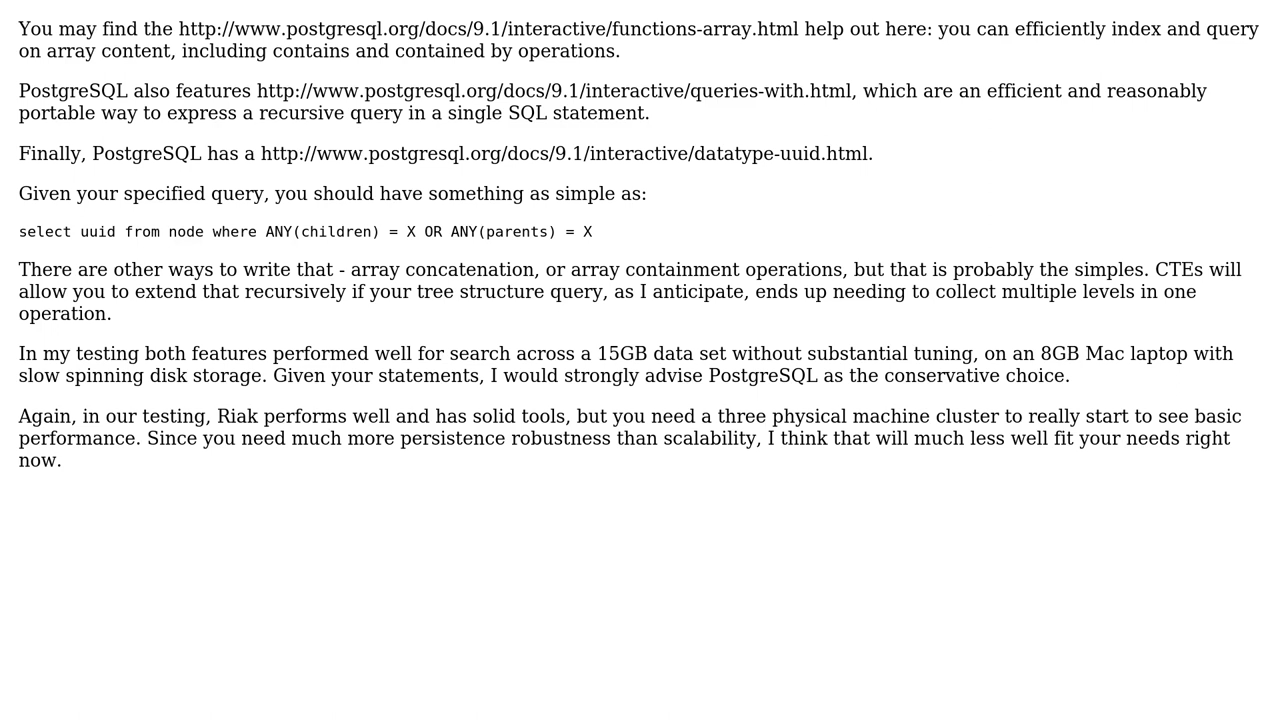 You may find the http://www.postgresql.org/docs/9.1/interactive/functions-array.html help out here: you can efficiently index and query
on array content, including contains and contained by operations.
PostgreSQL also features http://www.postgresql.org/docs/9.1/interactive/queries-with.html, which are an efficient and reasonably
portable way to express a recursive query in a single SQL statement.
Finally, PostgreSQL has a http://www.postgresql.org/docs/9.1/interactive/datatype-uuid.html.
Given your specified query, you should have something as simple as:
select uuid from node where ANY(children) = X OR ANY(parents) = X
There are other ways to write that - array concatenation, or array containment operations, but that is probably the simples. CTEs will
allow you to extend that recursively if your tree structure query, as I anticipate, ends up needing to collect multiple levels in one
operation.
In my testing both features performed well for search across a 15GB data set without substantial tuning, on an 8GB Mac laptop with
slow spinning disk storage. Given your statements, I would strongly advise PostgreSQL as the conservative choice.
Again, in our testing, Riak performs well and has solid tools, but you need a three physical machine cluster to really start to see basic
performance. Since you need much more persistence robustness than scalability, I think that will much less well fit your needs right
now.